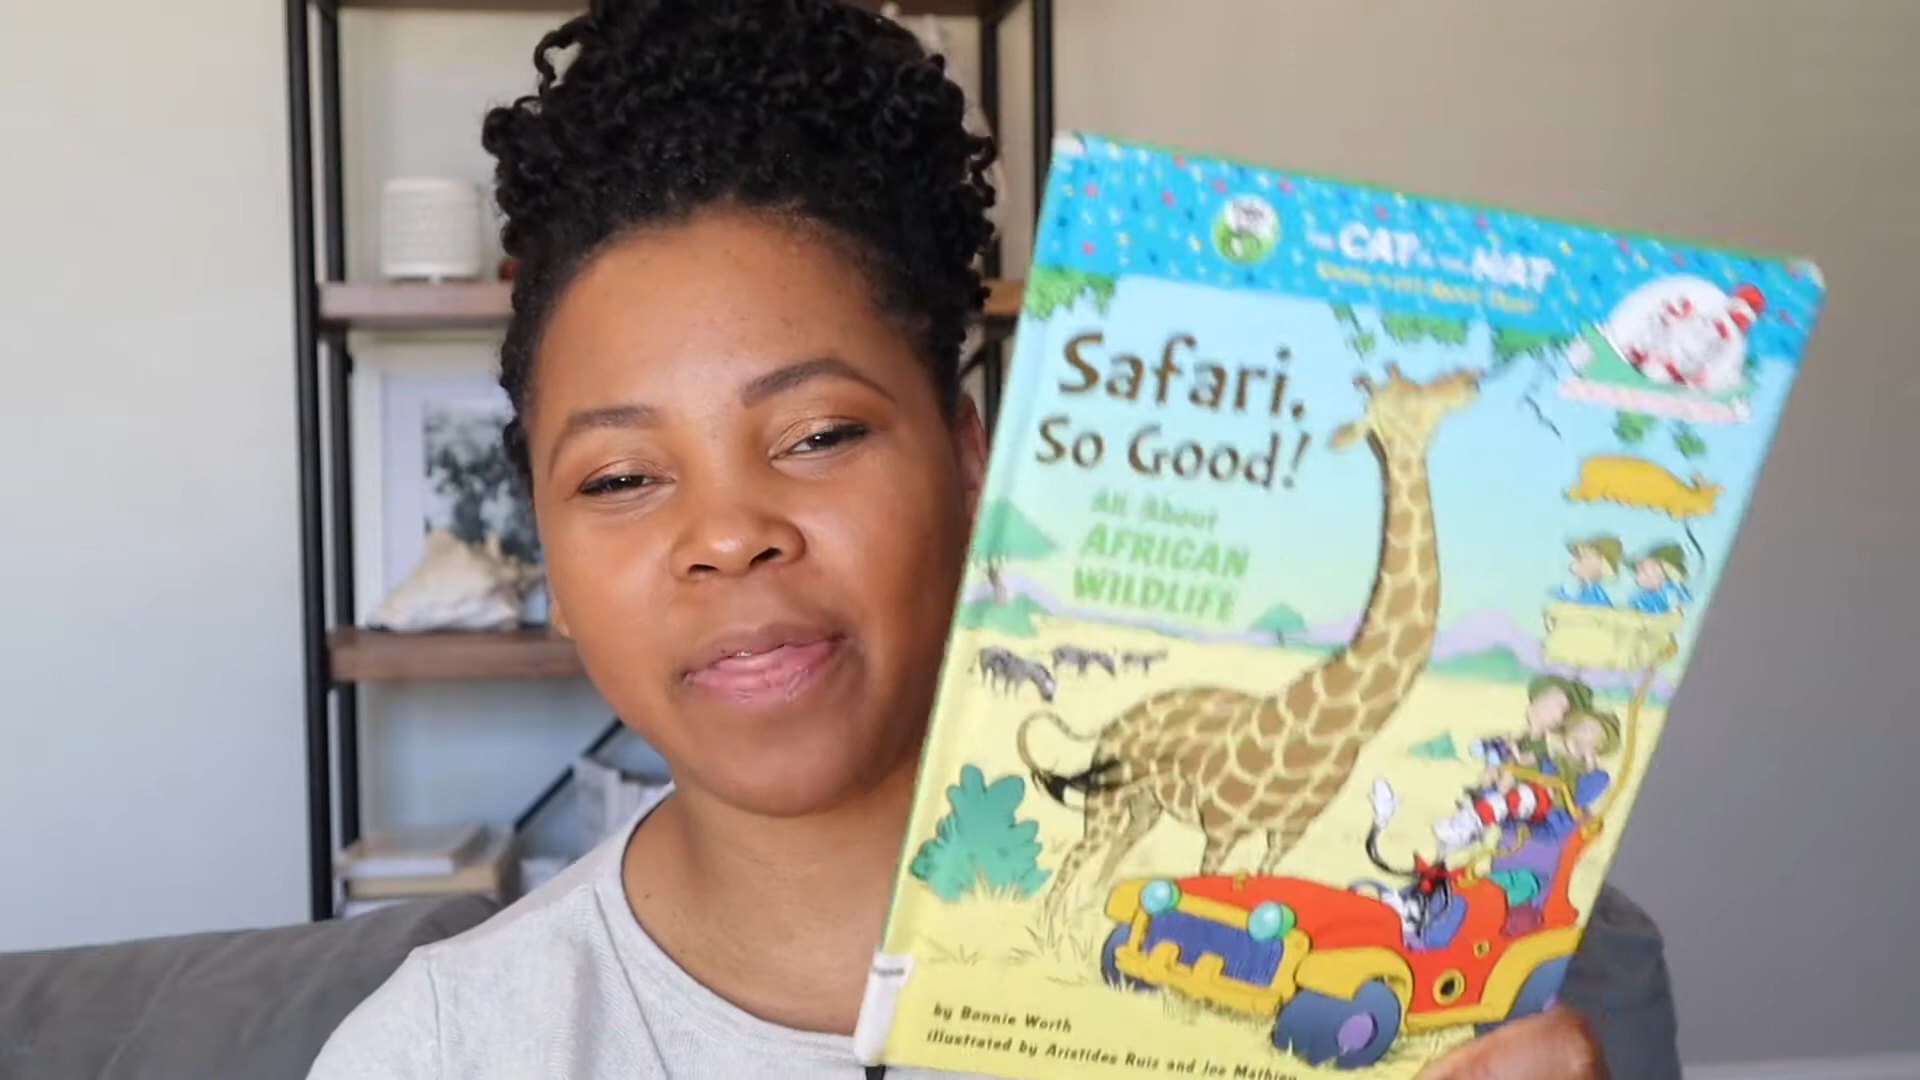 THE CAT IN THE HAT
Safari,
So Good!
All About
AFRICAN
WILDLIFE
by Bonnie Worth
illustrated by Aristides Ruiz and Joe Mathieu